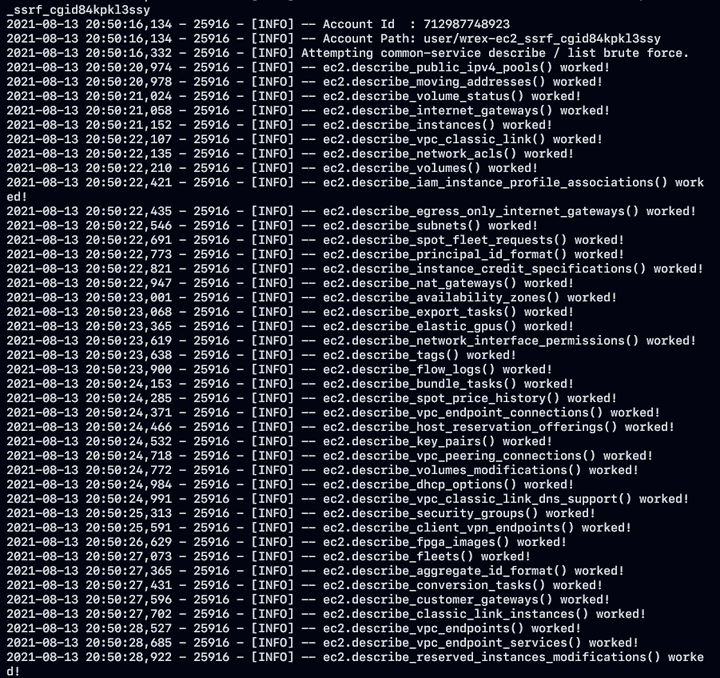 _ssrf_cgid84kpkl3ssy
2021-08-13 20:50:16,134 - 25916 - [INFO] -- Account Id  : 712987748923
2021-08-13 20:50:16,134 - 25916 - [INFO] -- Account Path: user/wrex-ec2_ssrf_cgid84kpkl3ssy
2021-08-13 20:50:16,332 - 25916 - [INFO] Attempting common-service describe / list brute force.
2021-08-13 20:50:20,974 - 25916 - [INFO] -- ec2.describe_public_ipv4_pools() worked!
2021-08-13 20:50:20,978 - 25916 - [INFO] -- ec2.describe_moving_addresses() worked!
2021-08-13 20:50:21,024 - 25916 - [INFO] -- ec2.describe_volume_status() worked!
2021-08-13 20:50:21,058 - 25916 - [INFO] -- ec2.describe_internet_gateways() worked!
2021-08-13 20:50:21,152 - 25916 - [INFO] -- ec2.describe_instances() worked!
2021-08-13 20:50:22,107 - 25916 - [INFO] -- ec2.describe_vpc_classic_link() worked!
2021-08-13 20:50:22,135 - 25916 - [INFO] -- ec2.describe_network_acls() worked!
2021-08-13 20:50:22,210 - 25916 - [INFO] -- ec2.describe_volumes() worked!
2021-08-13 20:50:22,421 - 25916 - [INFO] -- ec2.describe_iam_instance_profile_associations() work
ed!
2021-08-13 20:50:22,435 - 25916 - [INFO] -- ec2.describe_egress_only_internet_gateways() worked!
2021-08-13 20:50:22,546 - 25916 - [INFO] -- ec2.describe_subnets() worked!
2021-08-13 20:50:22,691 - 25916 - [INFO] -- ec2.describe_spot_fleet_requests() worked!
2021-08-13 20:50:22,773 - 25916 - [INFO] -- ec2.describe_principal_id_format() worked!
2021-08-13 20:50:22,821 - 25916 - [INFO] -- ec2.describe_instance_credit_specifications() worked!
2021-08-13 20:50:22,947 - 25916 - [INFO] -- ec2.describe_nat_gateways() worked!
2021-08-13 20:50:23,001 - 25916 - [INFO] -- ec2.describe_availability_zones() worked!
2021-08-13 20:50:23,068 - 25916 - [INFO] -- ec2.describe_export_tasks() worked!
2021-08-13 20:50:23,365 - 25916 - [INFO] -- ec2.describe_elastic_gpus() worked!
2021-08-13 20:50:23,619 - 25916 - [INFO] -- ec2.describe_network_interface_permissions() worked!
2021-08-13 20:50:23,638 - 25916 - [INFO] -- ec2.describe_tags() worked!
2021-08-13 20:50:23,900 - 25916 - [INFO] -- ec2.describe_flow_logs() worked!
2021-08-13 20:50:24,153 - 25916 - [INFO] -- ec2.describe_bundle_tasks() worked!
2021-08-13 20:50:24,285 - 25916 - [INFO] -- ec2.describe_spot_price_history() worked!
2021-08-13 20:50:24,371 - 25916 - [INFO] -- ec2.describe_vpc_endpoint_connections() worked!
2021-08-13 20:50:24,466 - 25916 - [INFO] -- ec2.describe_host_reservation_offerings() worked!
2021-08-13 20:50:24,532 - 25916 - [INFO] -- ec2.describe_key_pairs() worked!
2021-08-13 20:50:24,718 - 25916 - [INFO] -- ec2.describe_vpc_peering_connections() worked!
2021-08-13 20:50:24,772 - 25916 - [INFO] -- ec2.describe_volumes_modifications() worked!
2021-08-13 20:50:24,984 - 25916 - [INFO] -- ec2.describe_dhcp_options() worked!
2021-08-13 20:50:24,991 - 25916 - [INFO] -- ec2.describe_vpc_classic_link_dns_support() worked!
2021-08-13 20:50:25,313 - 25916 - [INFO] -- ec2.describe_security_groups() worked!
2021-08-13 20:50:25,591 - 25916 - [INFO] -- ec2.describe_client_vpn_endpoints() worked!
2021-08-13 20:50:26,629 - 25916 - [INFO] -- ec2.describe_fpga_images() worked!
2021-08-13 20:50:27,073 - 25916 - [INFO] -- ec2.describe_fleets() worked!
2021-08-13 20:50:27,365 - 25916 - [INFO] -- ec2.describe_aggregate_id_format() worked!
2021-08-13 20:50:27,431 - 25916 - [INFO] -- ec2.describe_conversion_tasks() worked!
2021-08-13 20:50:27,596 - 25916 - [INFO] -- ec2.describe_customer_gateways() worked!
2021-08-13 20:50:27,702 - 25916 - [INFO] -- ec2.describe_classic_link_instances() worked!
2021-08-13 20:50:28,527 - 25916 - [INFO] -- ec2.describe_vpc_endpoints() worked!
2021-08-13 20:50:28,685 - 25916 - [INFO] -- ec2.describe_vpc_endpoint_services() worked!
2021-08-13 20:50:28,922 - 25916 - [INFO] -- ec2.describe_reserved_instances_modifications() worke
d!